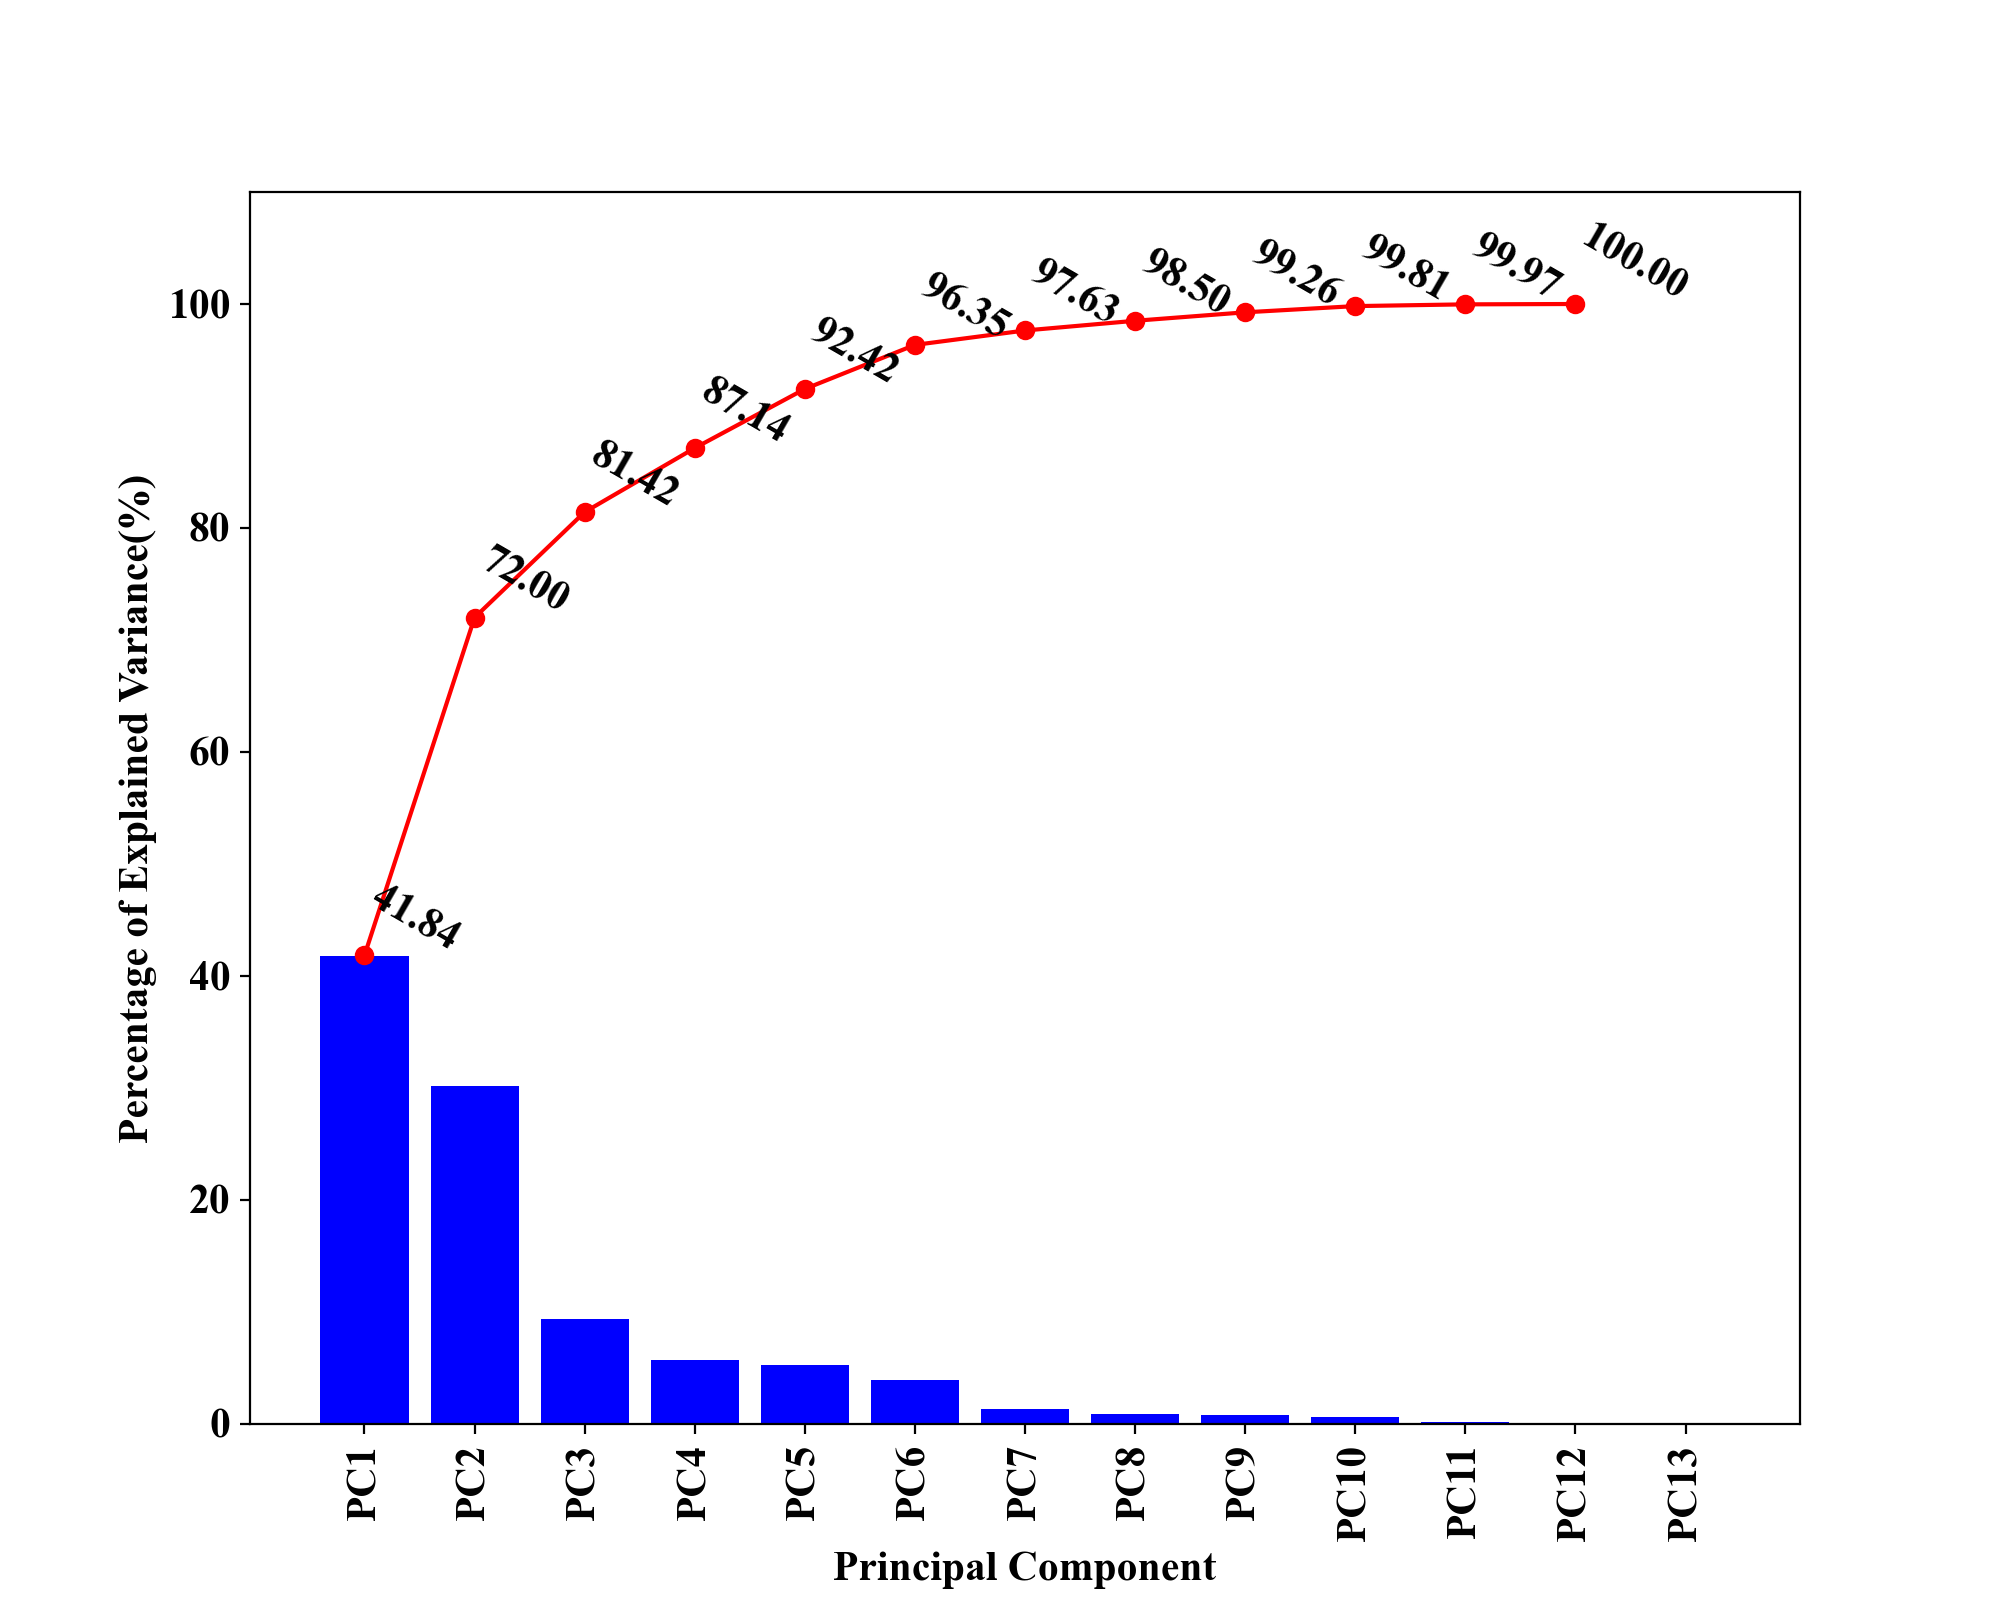 Percentage of Explained Variance(%)
100
80
60
40
20
0
41.84
72.00
81.42
87.14
92.42
96.35
97.63
98.50
99.26
99.81
99.97
100.00
PC1
PC2
PC3
PC4
PC5
PC6
PC7
PC8
PC9
PC10
PC11
PC12
PC13
Principal Component